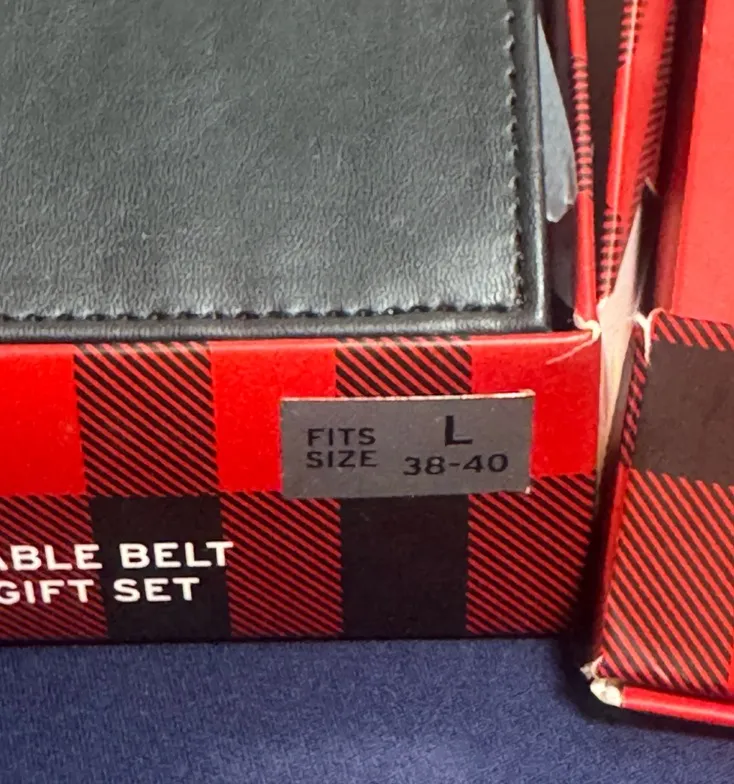 FITS
SIZE
L
38-40
ABLE BELT
GIFT SET